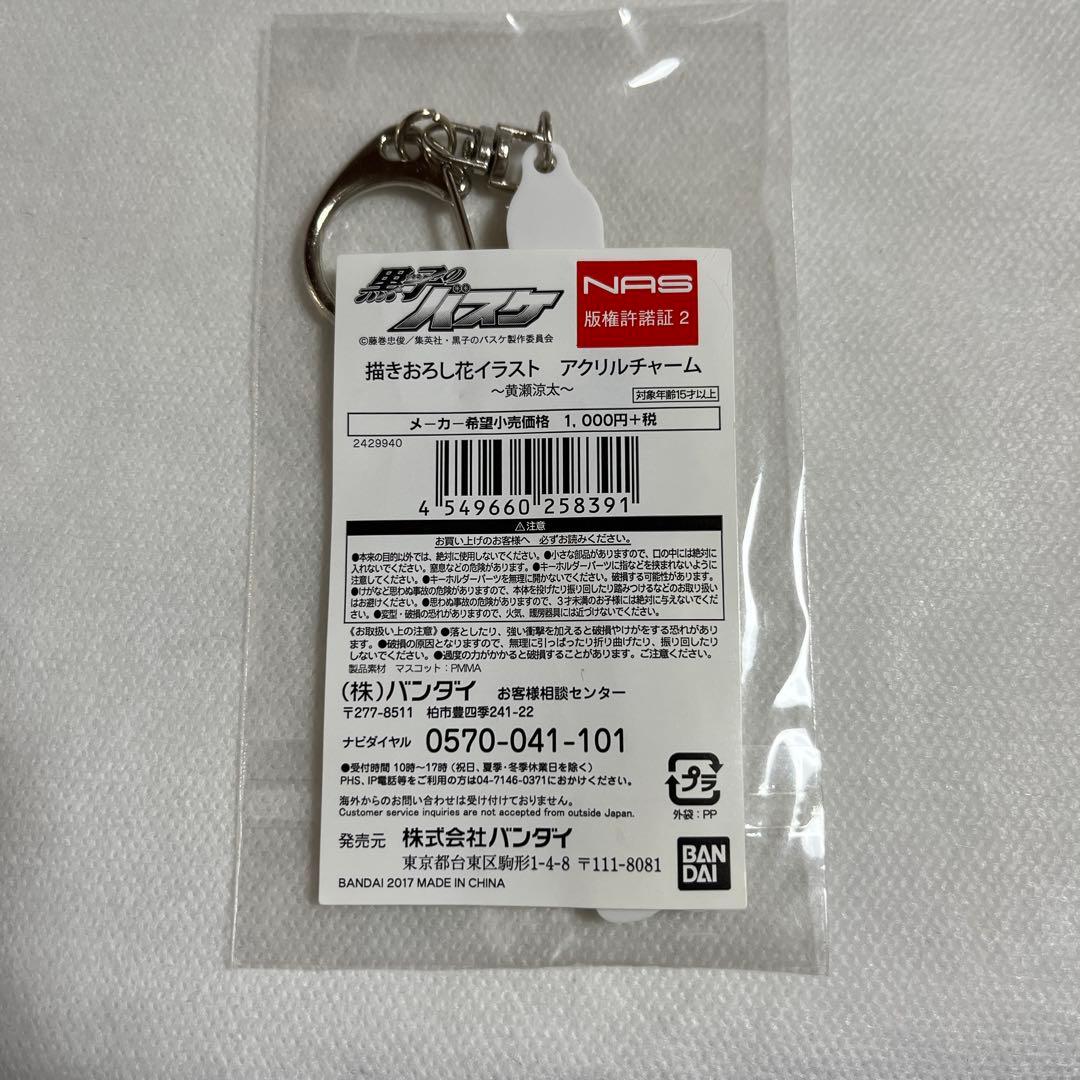 黒子のバスケ
NAS
版権許諾証 2
©藤巻忠俊／集英社・黒子のバスケ製作委員会
描きおろし花イラスト　アクリルチャーム
～黄瀬涼太～
対象年齢15才以上
メーカー希望小売価格　1,000円+税
2429940
4 549660 258391
⚠注意
お買い上げのお客様へ　必ずお読みください。
●本来の目的以外では、絶対に使用しないでください。●小さな部品がありますので、口の中には絶対に
入れないでください。窒息などの危険があります。●キーホルダーパーツに指などを挟まれないように
注意してください。●キーホルダーパーツを無理に開かないでください。破損する可能性があります。
●けがなど思わぬ事故の危険がありますので、本体を投げたり振り回したり踏みつけるなどのお取り扱い
はお避けください。●思わぬ事故の危険がありますので、3才未満のお子様には絶対に与えないでくだ
さい。●変型・破損の恐れがありますので、火気、暖房器具には近づけないでください。
《お取扱い上の注意》●落としたり、強い衝撃を加えると破損やけがをする恐れがあり
ます。●破損の原因となりますので、無理に引っぱったり折り曲げたり、振り回したり
しないでください。●過度の力がかかると破損することがあります。ご注意ください。
製品素材　マスコット：PMMA
(株)バンダイ　お客様相談センター
〒277-8511　柏市豊四季241-22
ナビダイヤル　0570-041-101
●受付時間 10時～17時 (祝日、夏季・冬季休業日を除く)
PHS、IP電話等をご利用の方は04-7146-0371におかけください。
海外からのお問い合わせは受け付けておりません。
Customer service inquiries are not accepted from outside Japan.
プラ
外袋：PP
発売元　株式会社バンダイ
東京都台東区駒形1-4-8 〒111-8081
BANDAI 2017 MADE IN CHINA
BAN
DAI